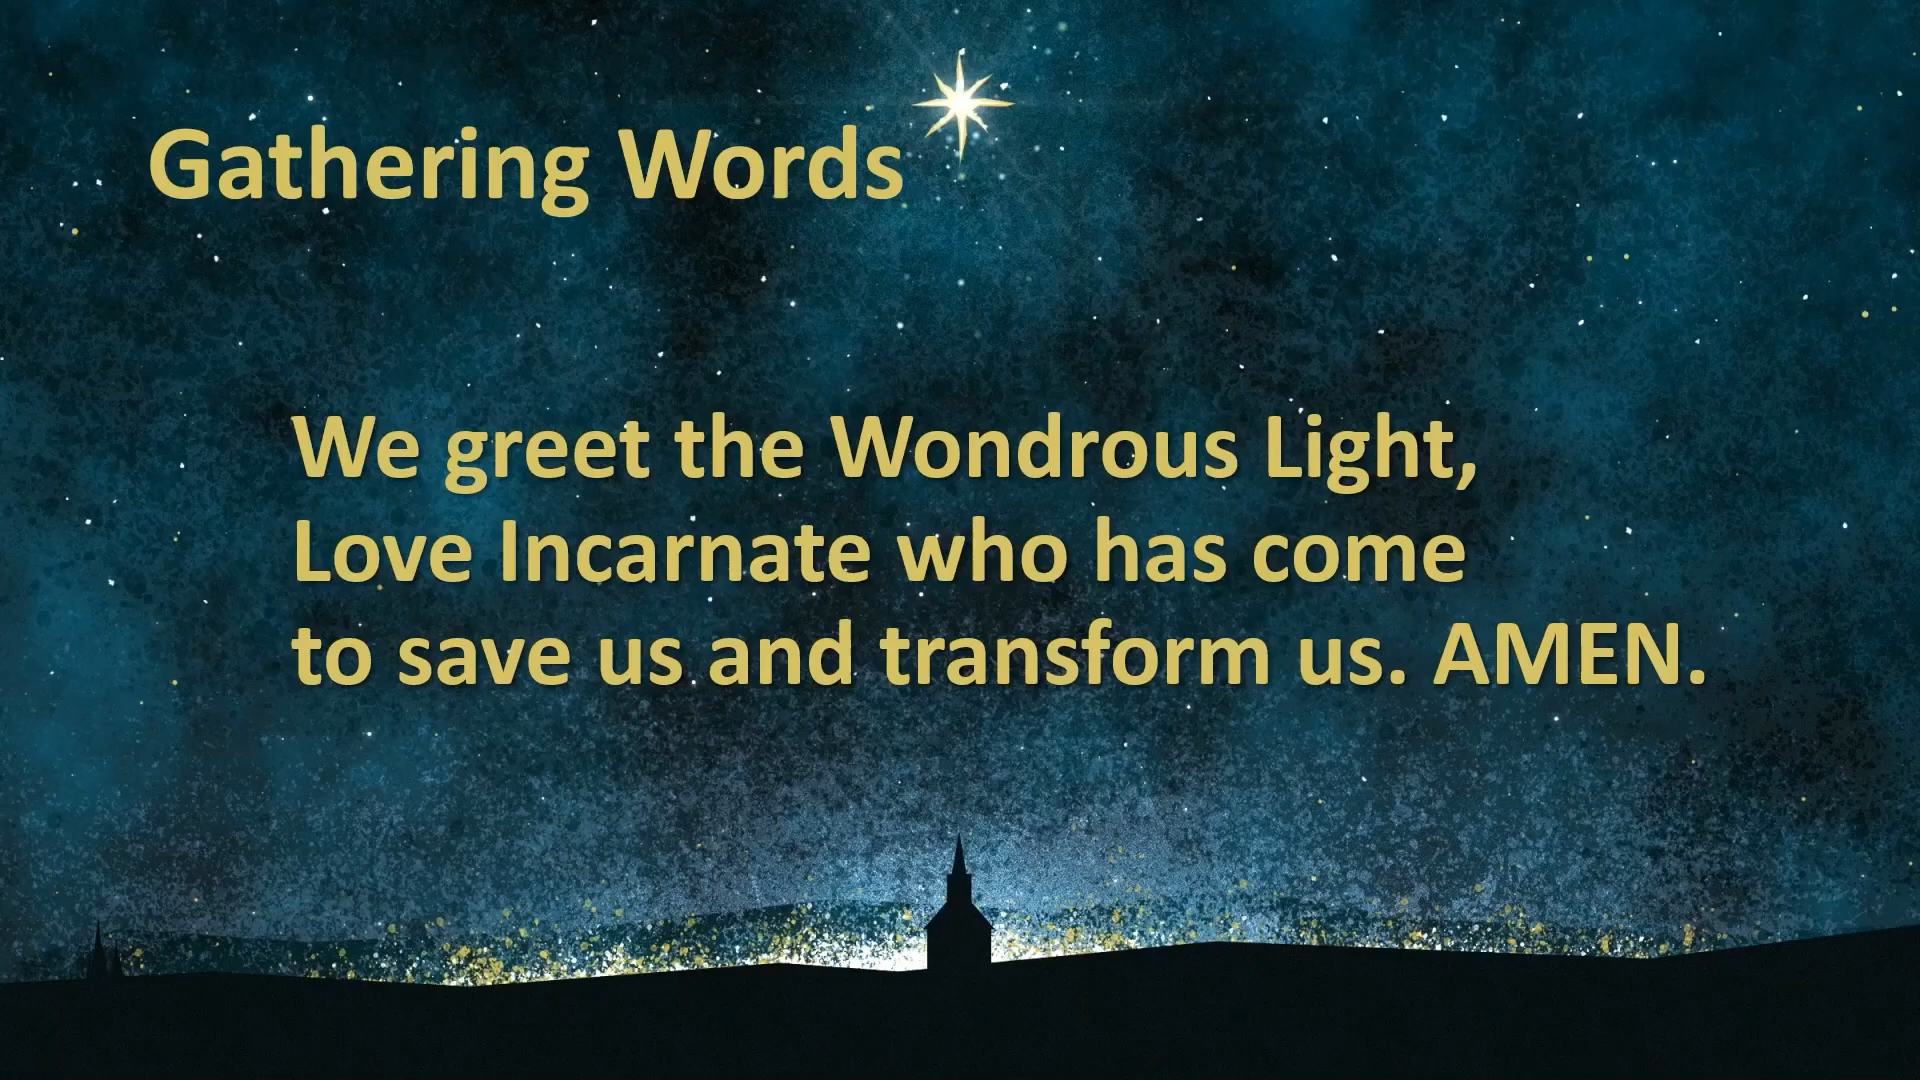 Gathering Words
We greet the Wondrous Light,
Love Incarnate who has come
to save us and transform us. AMEN.